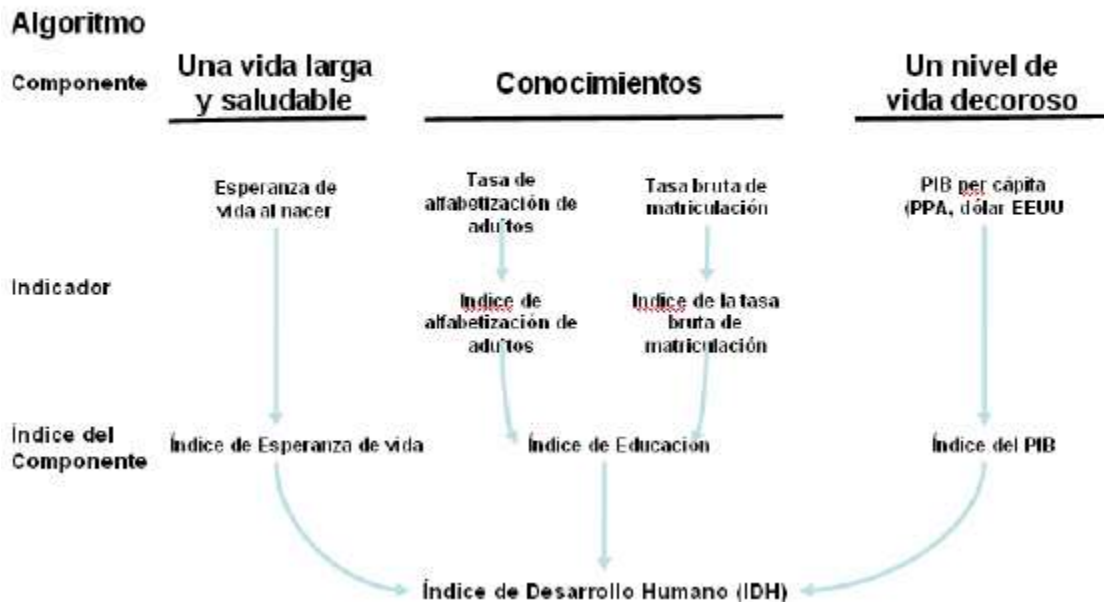 Algoritmo
Componente
Una vida larga
y saludable
Conocimientos
Un nivel de
vida decoroso
Esperanza de
vida al nacer
Tasa de
alfabetización de
adultos
Tasa bruta de
matriculación
PIB per cápita
(PPA, dólar EEUU
Indicador
Indice de
alfabetización de
adultos
Indice de la tasa
bruta de
matriculación
Índice del
Componente
Índice de Esperanza de vida
Índice de Educación
Índice del PIB
Índice de Desarrollo Humano (IDH)